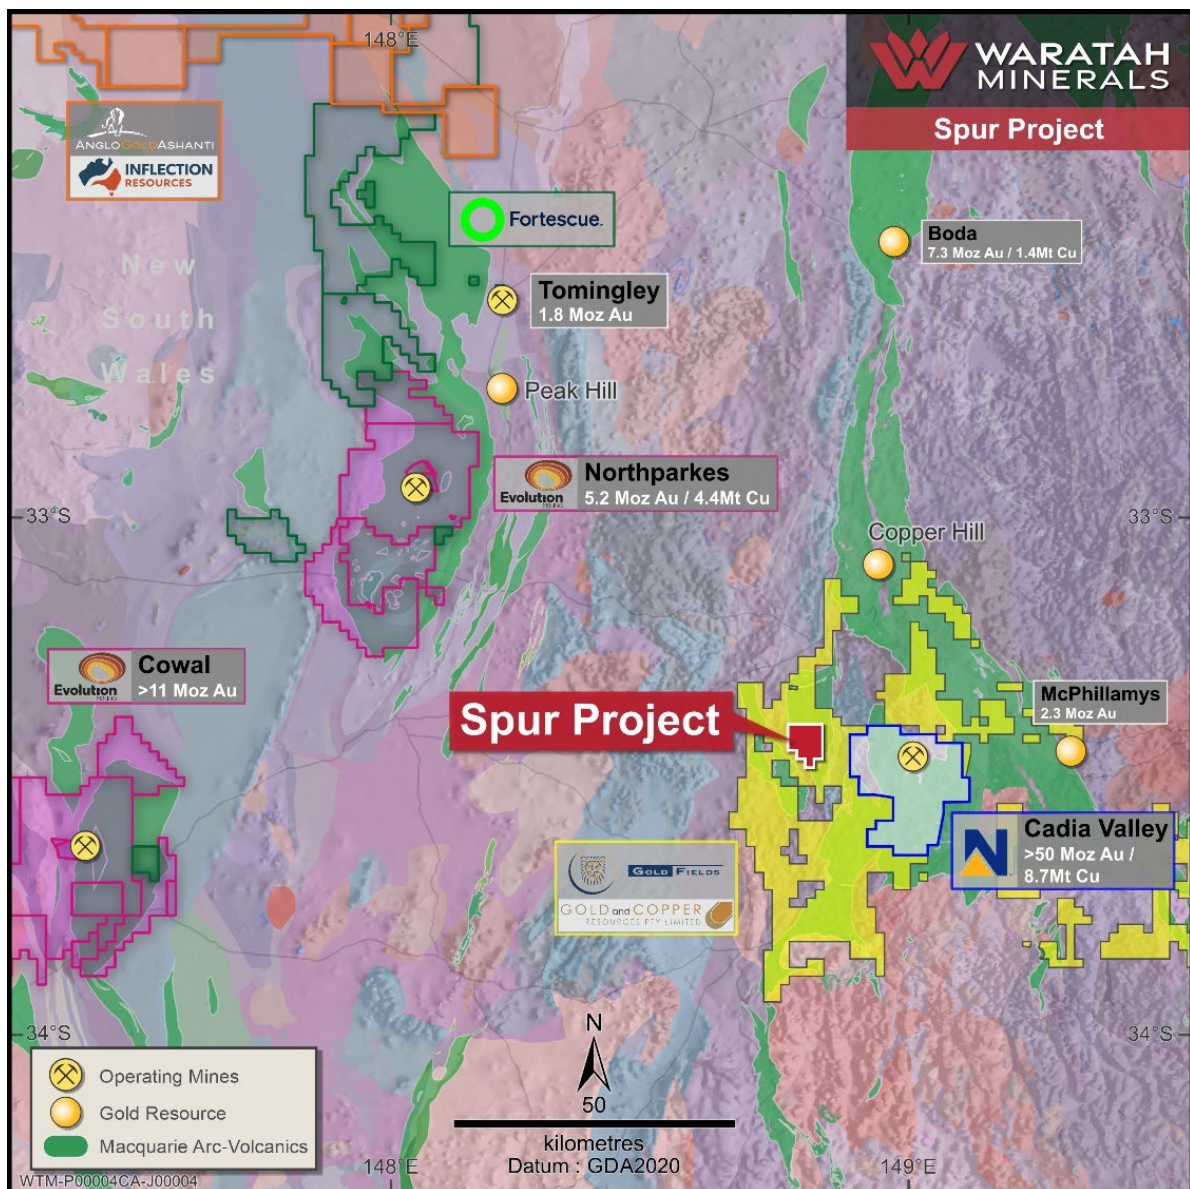 148°E
WARATAH
MINERALS
Spur Project
ANGLOGOLDASHANTI
INFLECTION
RESOURCES
Fortescue.
Boda
7.3 Moz Au / 1.4Mt Cu
New
South
Wales
Tomingley
1.8 Moz Au
Peak Hill
Evolution
MINING
Northparkes
5.2 Moz Au / 4.4Mt Cu
33°S
33°S
Copper Hill
Evolution
MINING
Cowal
>11 Moz Au
Spur Project
McPhillamys
2.3 Moz Au
Cadia Valley
>50 Moz Au /
8.7Mt Cu
GOLD FIELDS
GOLD and COPPER
RESOURCES PTY LIMITED
34°S
34°S
N
50
kilometres
Datum : GDA2020
Operating Mines
Gold Resource
Macquarie Arc-Volcanics
148°E
149°E
WTM-P00004CA-J00004